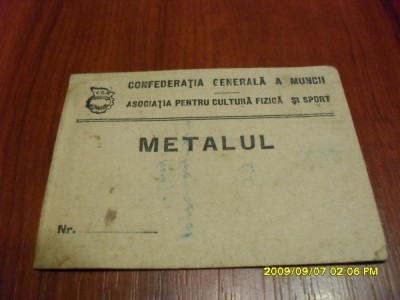 CONFEDERAȚIA GENERALĂ A MUNCII
ASOCIAȚIA PENTRU CULTURĂ FIZICĂ ȘI SPORT
METALUL
Nr.
2009/09/07 02:06 PM